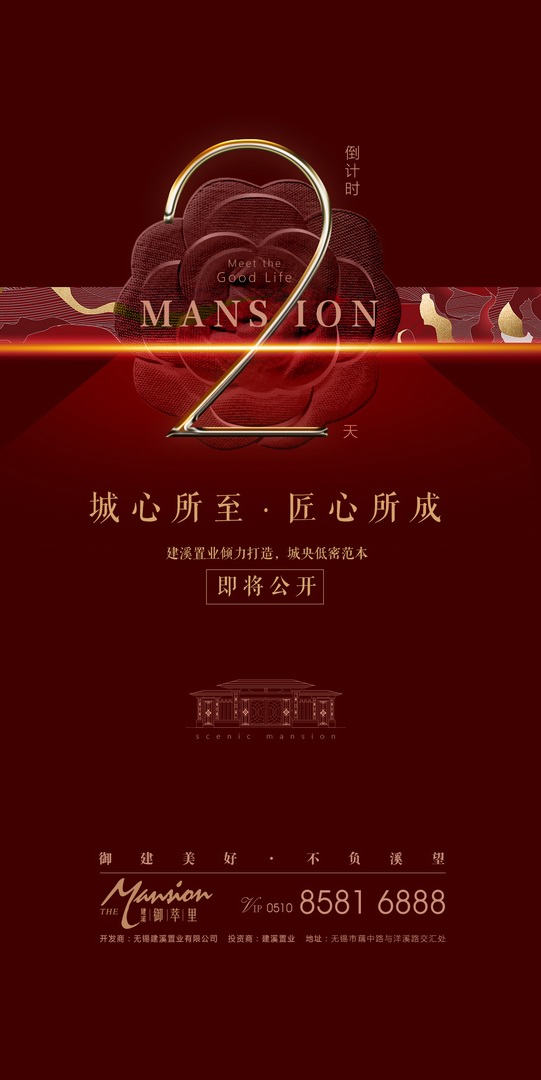 倒计时
2
Meet the
Good Life
MANSION
天
城心所至·匠心所成
建溪置业倾力打造，城央低密范本
即将公开
scenic mansion
御建美好·不负溪望
THE Mansion
建溪|御|萃|里
VIP 0510 8581 6888
开发商：无锡建溪置业有限公司 投资商：建溪置业 地址：无锡市藕中路与洋溪路交汇处